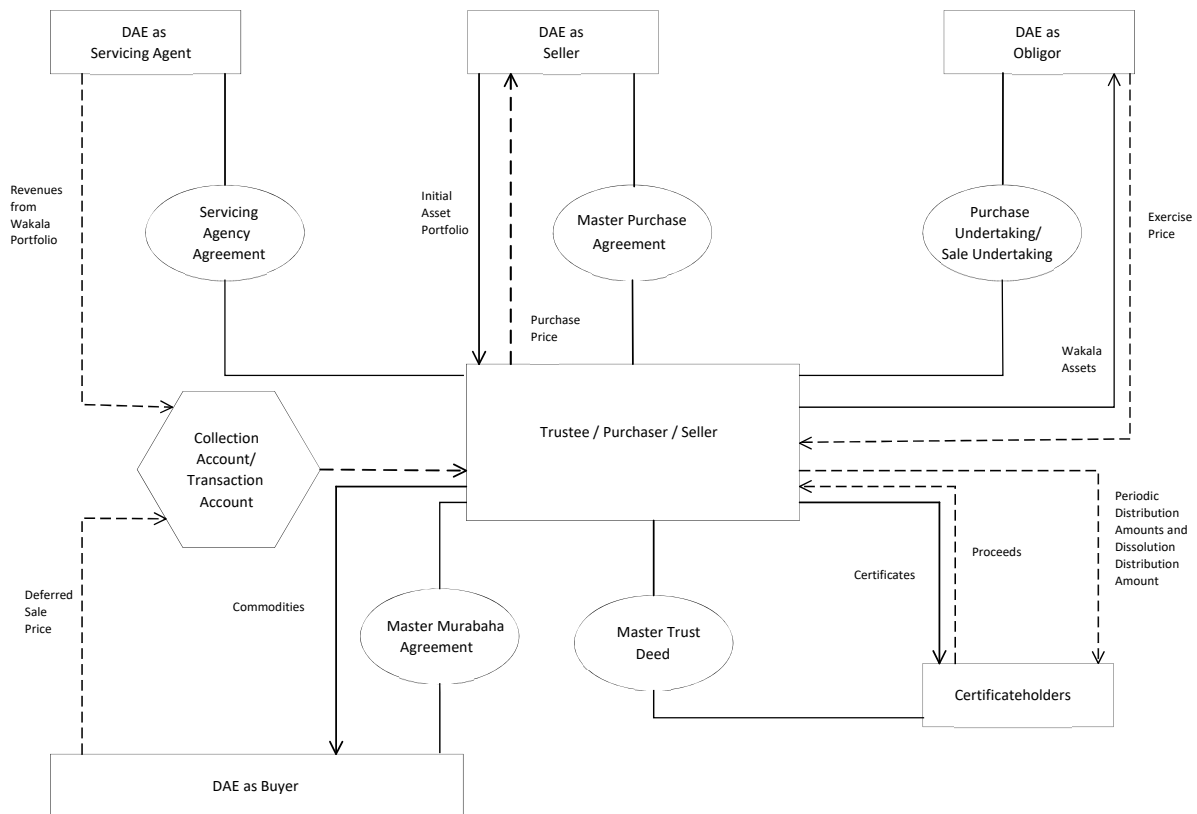 DAE as
Servicing Agent
DAE as
Seller
DAE as
Obligor
Revenues
from
Wakala
Portfolio
Servicing
Agency
Agreement
Initial
Asset
Portfolio
Master Purchase
Agreement
Purchase
Undertaking/
Sale Undertaking
Exercise
Price
Purchase
Price
Wakala
Assets
Collection
Account/
Transaction
Account
Trustee / Purchaser / Seller
Periodic
Distribution
Amounts and
Dissolution
Distribution
Amount
Proceeds
Certificates
Deferred
Sale
Price
Commodities
Master Murabaha
Agreement
Master Trust
Deed
Certificateholders
DAE as Buyer